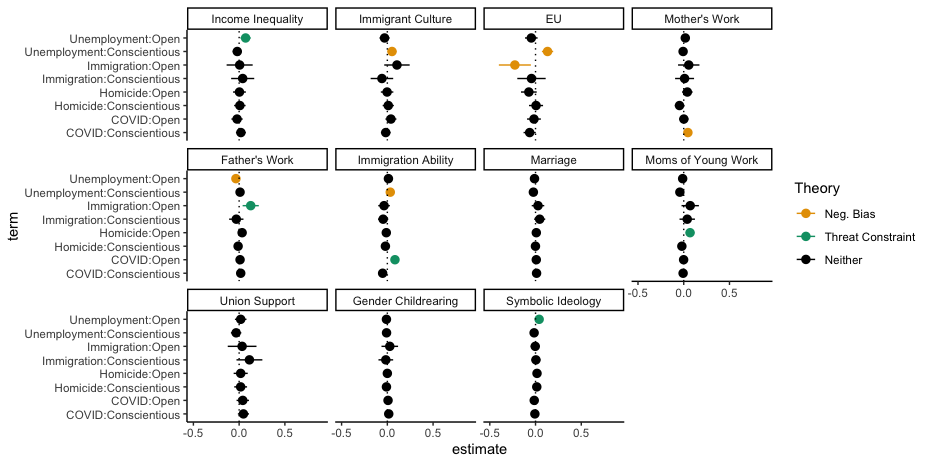 Income Inequality
Immigrant Culture
EU
Mother's Work
Unemployment:Open
Unemployment:Conscientious
Immigration:Open
Immigration:Conscientious
Homicide:Open
Homicide:Conscientious
COVID:Open
COVID:Conscientious
Father's Work
Immigration Ability
Marriage
Moms of Young Work
Unemployment:Open
Unemployment:Conscientious
Immigration:Open
Immigration:Conscientious
Homicide:Open
Homicide:Conscientious
COVID:Open
COVID:Conscientious
-0.5 0.0 0.5
Union Support
Gender Childrearing
Symbolic Ideology
Unemployment:Open
Unemployment:Conscientious
Immigration:Open
Immigration:Conscientious
Homicide:Open
Homicide:Conscientious
COVID:Open
COVID:Conscientious
-0.5 0.0 0.5 -0.5 0.0 0.5 -0.5 0.0 0.5
estimate
term
Theory
Neg. Bias
Threat Constraint
Neither